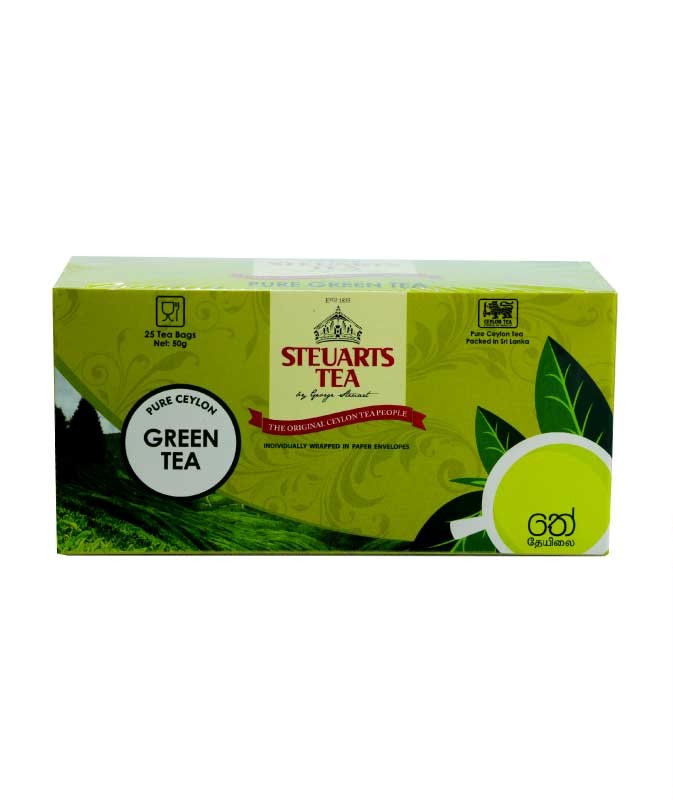 STEUARTS
TEA
PURE GREEN TEA
ESTD 1835
STEUARTS
TEA
by George Steuart
THE ORIGINAL CEYLON TEA PEOPLE
INDIVIDUALLY WRAPPED IN PAPER ENVELOPES
25 Tea Bags
Net: 50g
PURE CEYLON
GREEN
TEA
CEYLON TEA
Pure Ceylon Tea
Packed in Sri Lanka
තේ
தேயிலை